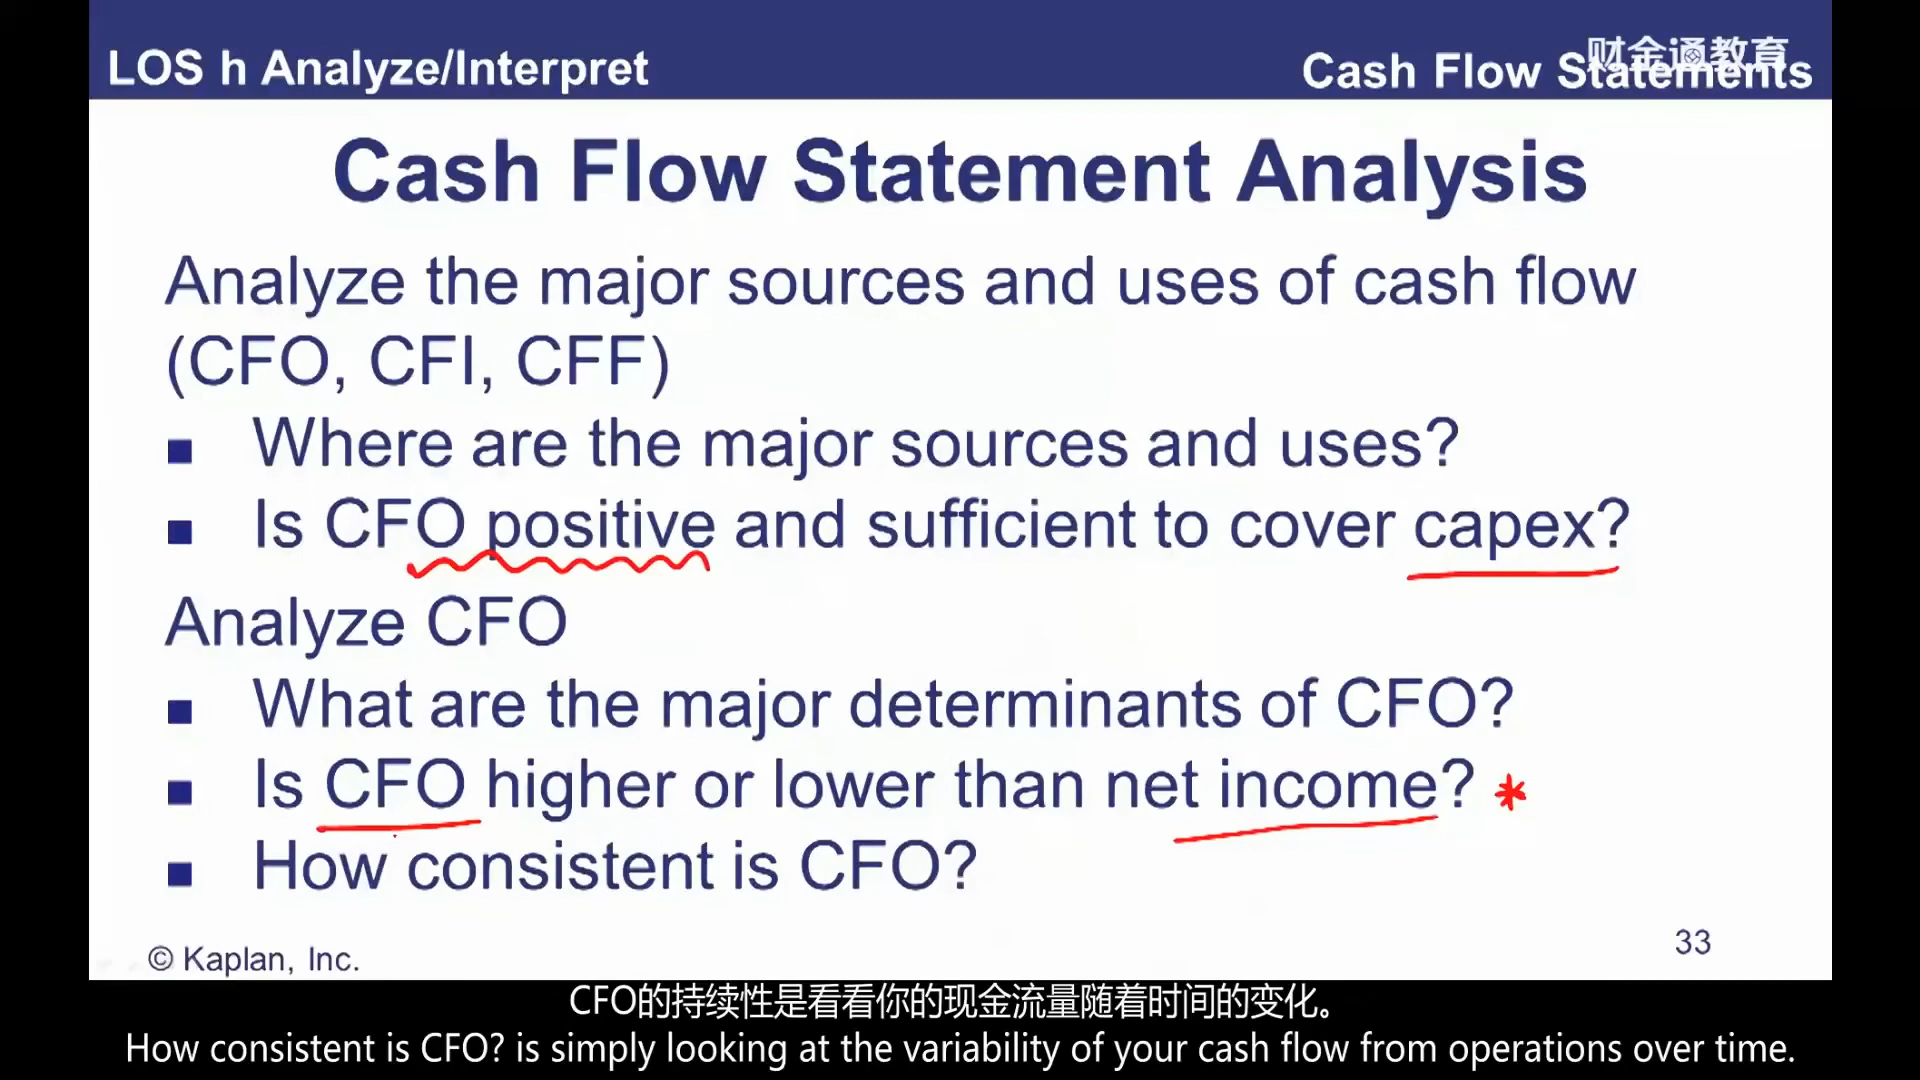 LOS h Analyze/Interpret
Cash Flow Statements
财金通教育
Cash Flow Statement Analysis
Analyze the major sources and uses of cash flow
(CFO, CFI, CFF)
■ Where are the major sources and uses?
■ Is CFO positive and sufficient to cover capex?
Analyze CFO
■ What are the major determinants of CFO?
■ Is CFO higher or lower than net income? *
■ How consistent is CFO?
© Kaplan, Inc.
33
CFO的持续性是看看你的现金流量随着时间的变化。
How consistent is CFO? is simply looking at the variability of your cash flow from operations over time.